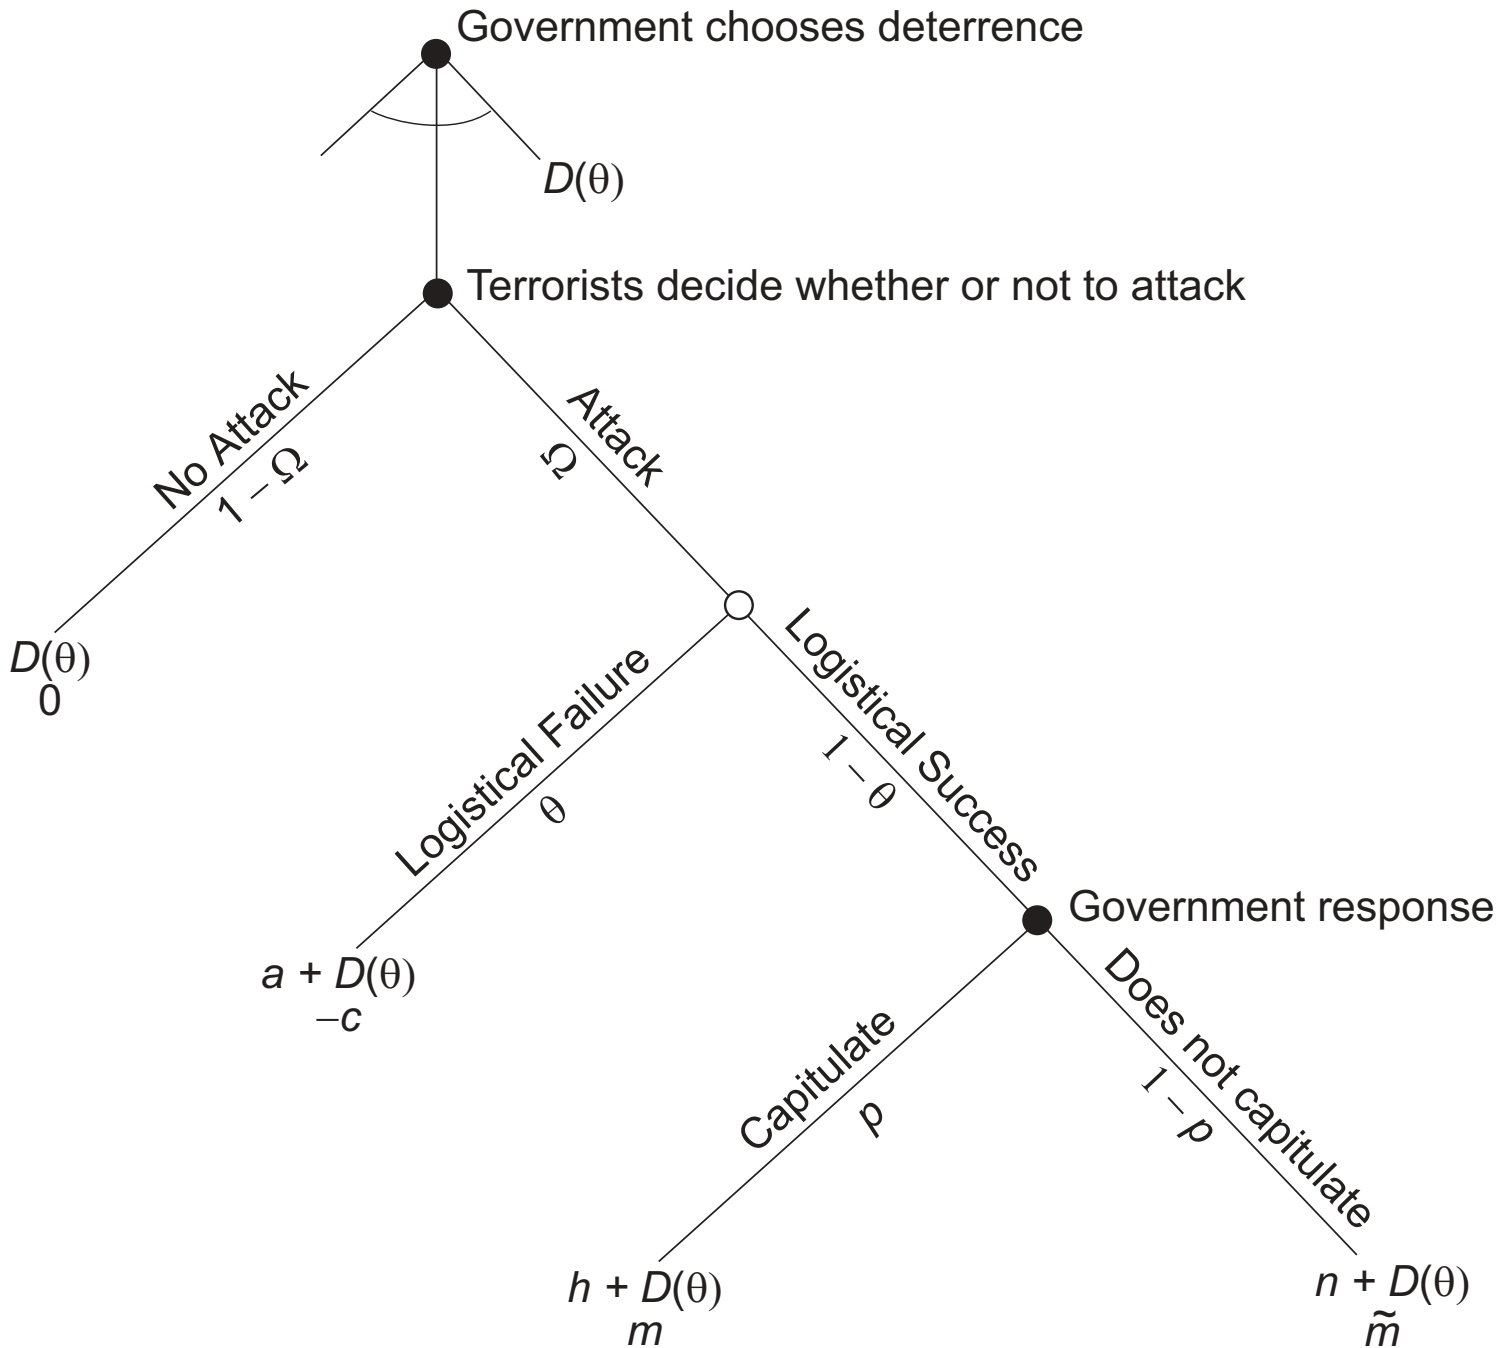 Government chooses deterrence
D(θ)
Terrorists decide whether or not to attack
No Attack
1 – Ω
Attack
Ω
D(θ)
0
Logistical Failure
θ
Logistical Success
1 – θ
a + D(θ)
–c
Government response
Capitulate
p
Does not capitulate
1 – p
h + D(θ)
m
n + D(θ)
m̃